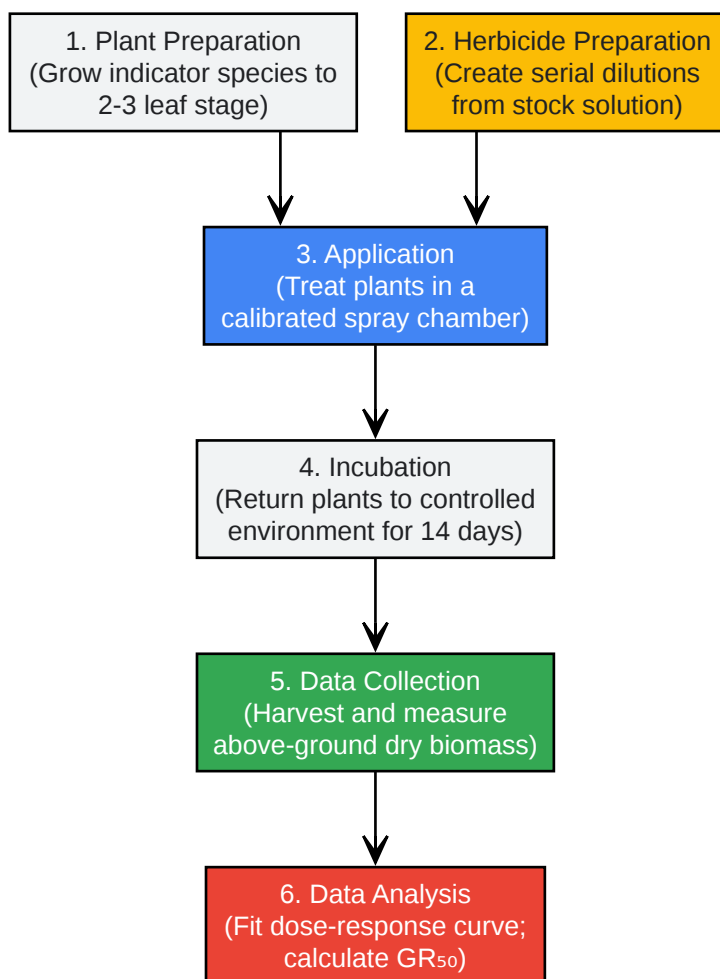 1. Plant Preparation
(Grow indicator species to
2-3 leaf stage)
2. Herbicide Preparation
(Create serial dilutions
from stock solution)
3. Application
(Treat plants in a
calibrated spray chamber)
4. Incubation
(Return plants to controlled
environment for 14 days)
5. Data Collection
(Harvest and measure
above-ground dry biomass)
6. Data Analysis
(Fit dose-response curve;
calculate GR₅₀)